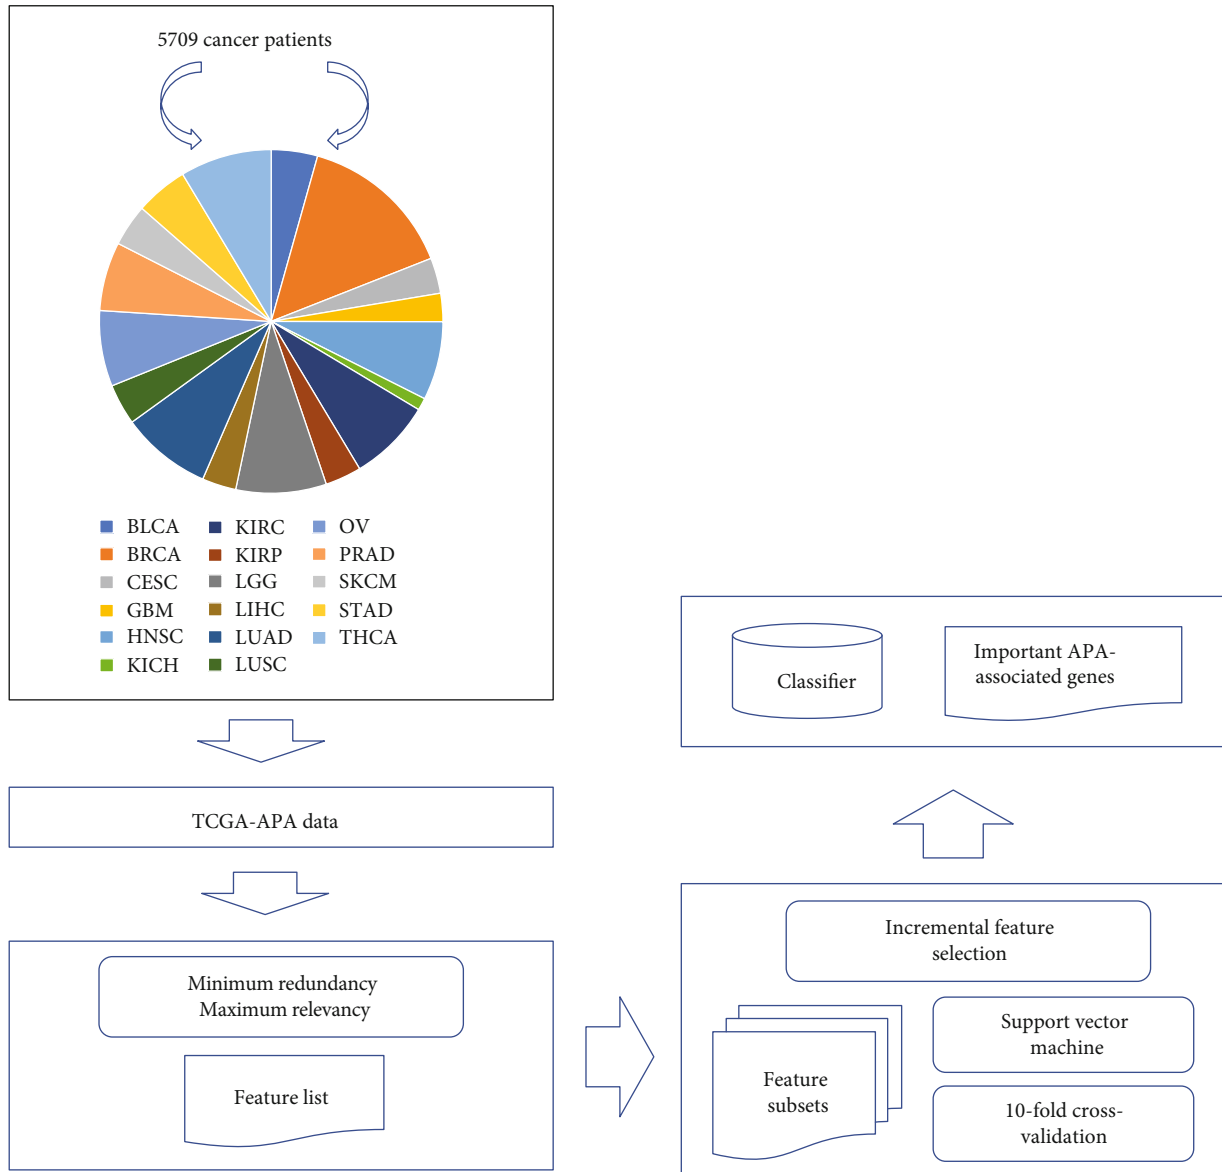 5709 cancer patients
BLCA
BRCA
CESC
GBM
HNSC
KICH
KIRC
KIRP
LGG
LIHC
LUAD
LUSC
OV
PRAD
SKCM
STAD
THCA
TCGA-APA data
Minimum redundancy
Maximum relevancy
Feature list
Incremental feature
selection
Feature
subsets
Support vector
machine
10-fold cross-
validation
Classifier
Important APA-
associated genes